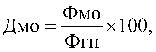 Дмо = Фмо / Фгп × 100,